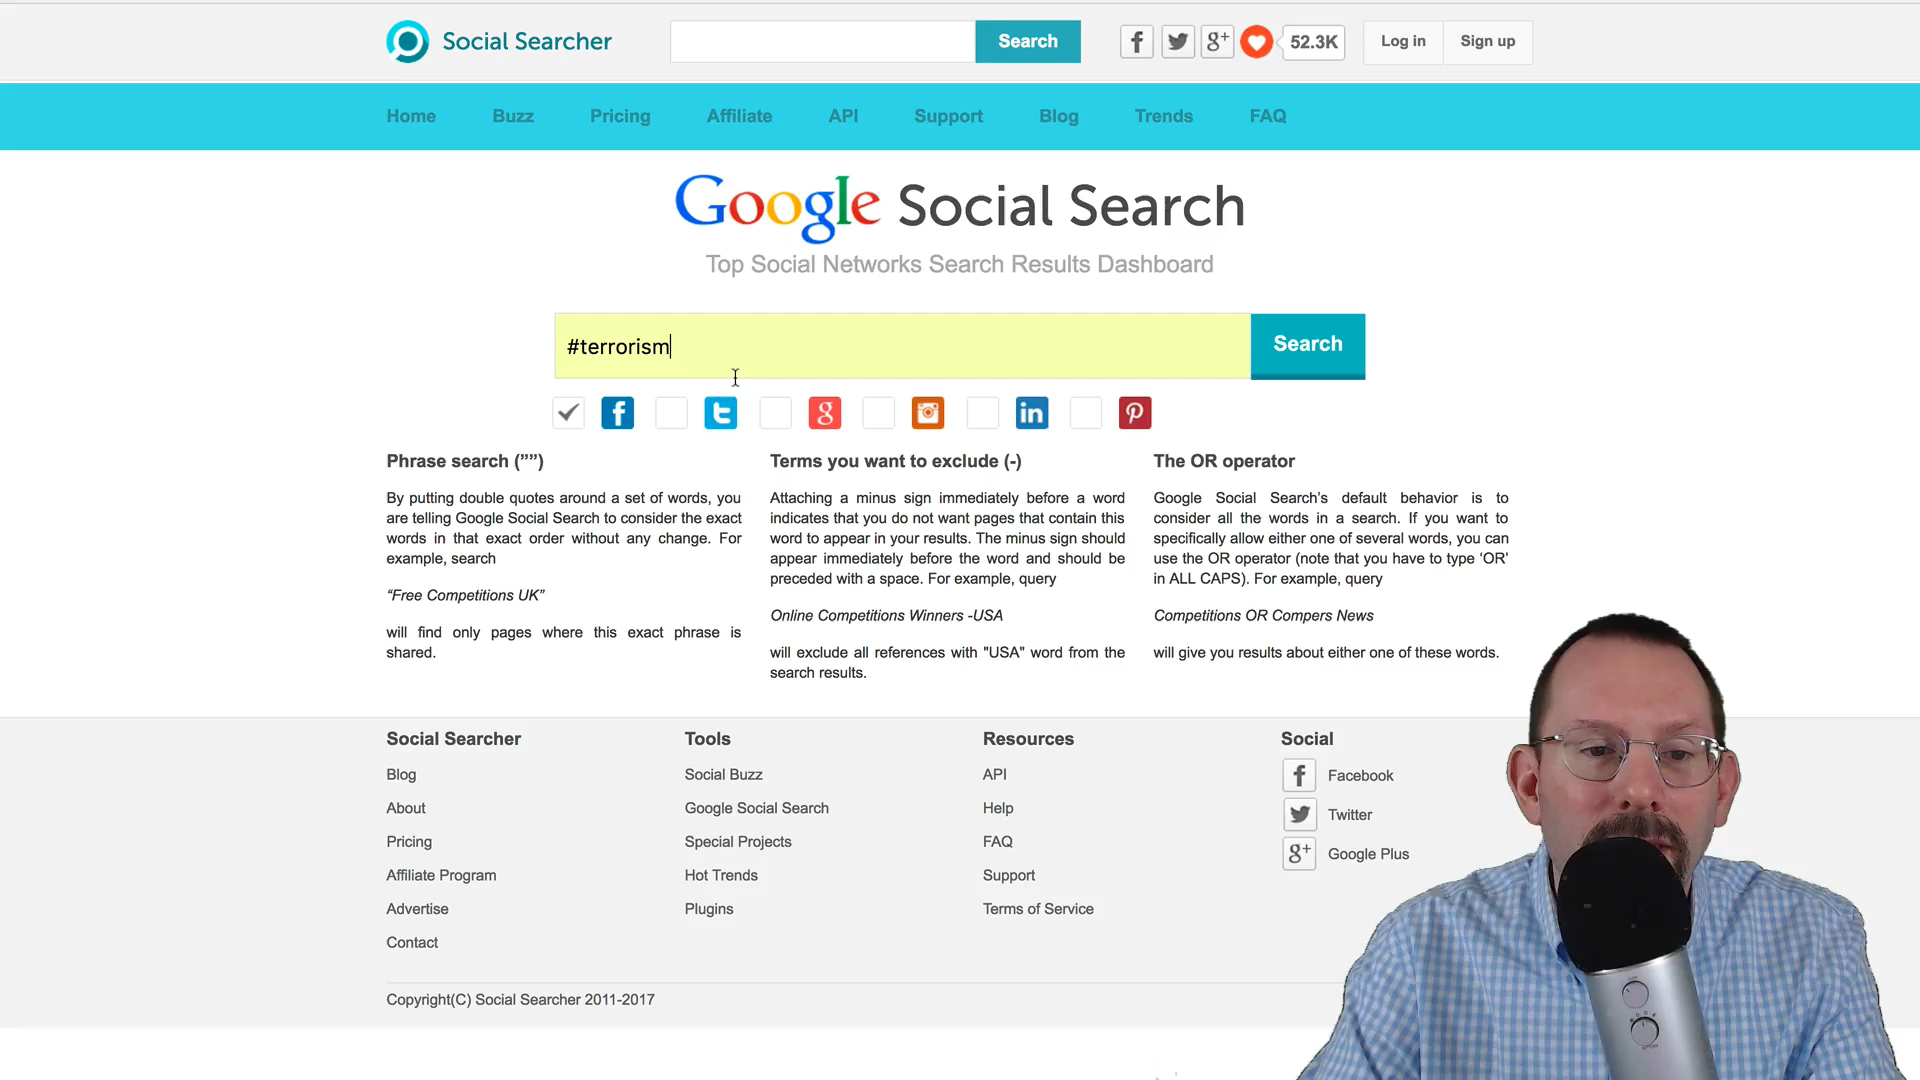 Social Searcher
Search
52.3K
Log in
Sign up
Home
Buzz
Pricing
Affiliate
API
Support
Blog
Trends
FAQ
Google Social Search
Top Social Networks Search Results Dashboard
#terrorism
Search
Phrase search (””)
By putting double quotes around a set of words, you
are telling Google Social Search to consider the exact
words in that exact order without any change. For
example, search
“Free Competitions UK”
will find only pages where this exact phrase is
shared.
Terms you want to exclude (-)
Attaching a minus sign immediately before a word
indicates that you do not want pages that contain this
word to appear in your results. The minus sign should
appear immediately before the word and should be
preceded with a space. For example, query
Online Competitions Winners -USA
will exclude all references with "USA" word from the
search results.
The OR operator
Google Social Search’s default behavior is to
consider all the words in a search. If you want to
specifically allow either one of several words, you can
use the OR operator (note that you have to type ‘OR’
in ALL CAPS). For example, query
Competitions OR Compers News
will give you results about either one of these words.
Social Searcher
Blog
About
Pricing
Affiliate Program
Advertise
Contact
Tools
Social Buzz
Google Social Search
Special Projects
Hot Trends
Plugins
Resources
API
Help
FAQ
Support
Terms of Service
Social
Facebook
Twitter
Google Plus
Copyright(C) Social Searcher 2011-2017